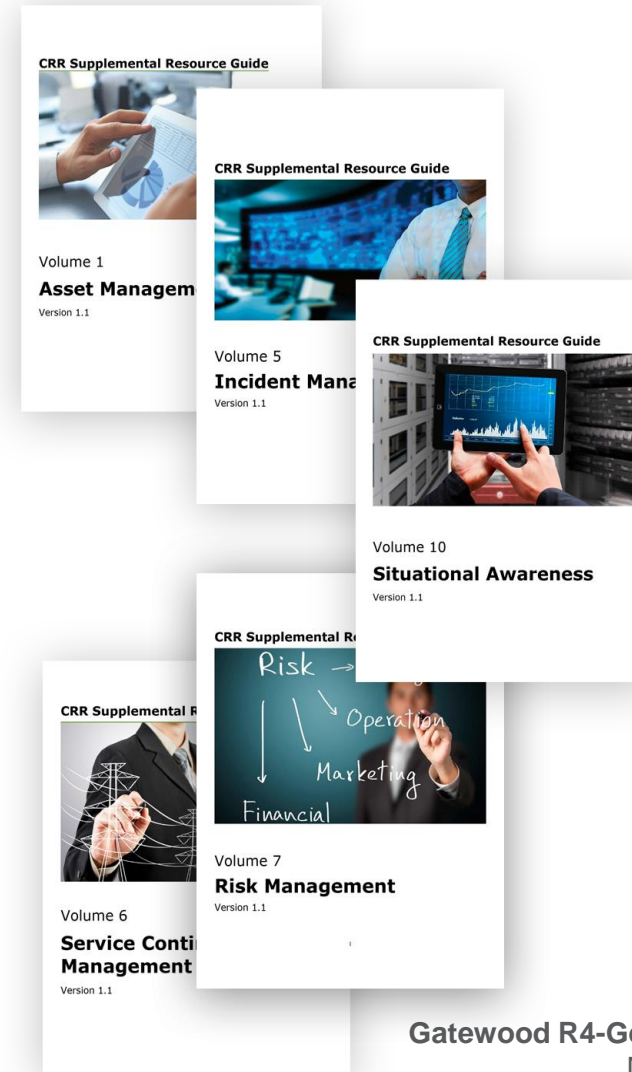 CRR Supplemental Resource Guide
Volume 1
Asset Managem
Version 1.1
CRR Supplemental Resource Guide
Volume 5
Incident Mana
Version 1.1
CRR Supplemental Resource Guide
Volume 10
Situational Awareness
Version 1.1
CRR Supplemental R
Risk
Operation
Marketing
Financial
Volume 7
Risk Management
Version 1.1
CRR Supplemental R
Volume 6
Service Conti
Management
Version 1.1
Gatewood R4-Ge